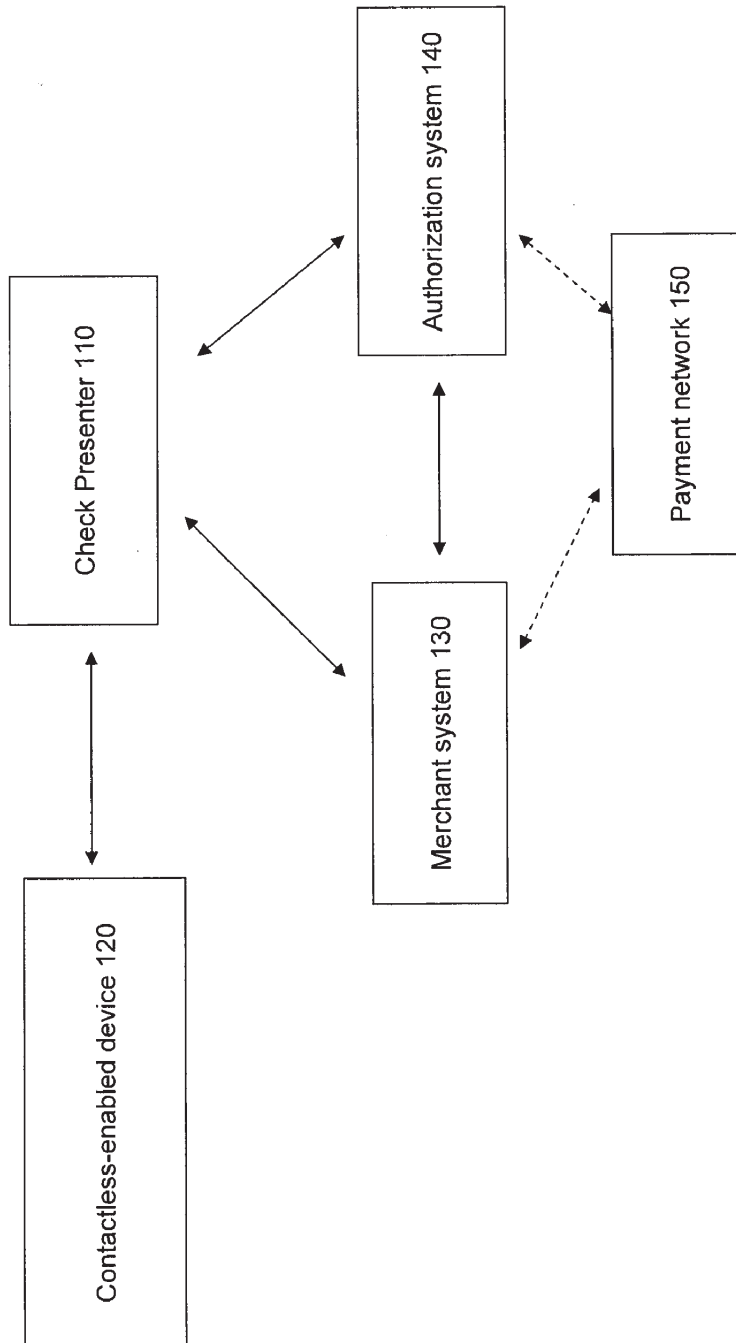 Contactless-enabled device 120
Check Presenter 110
Merchant system 130
Authorization system 140
Payment network 150